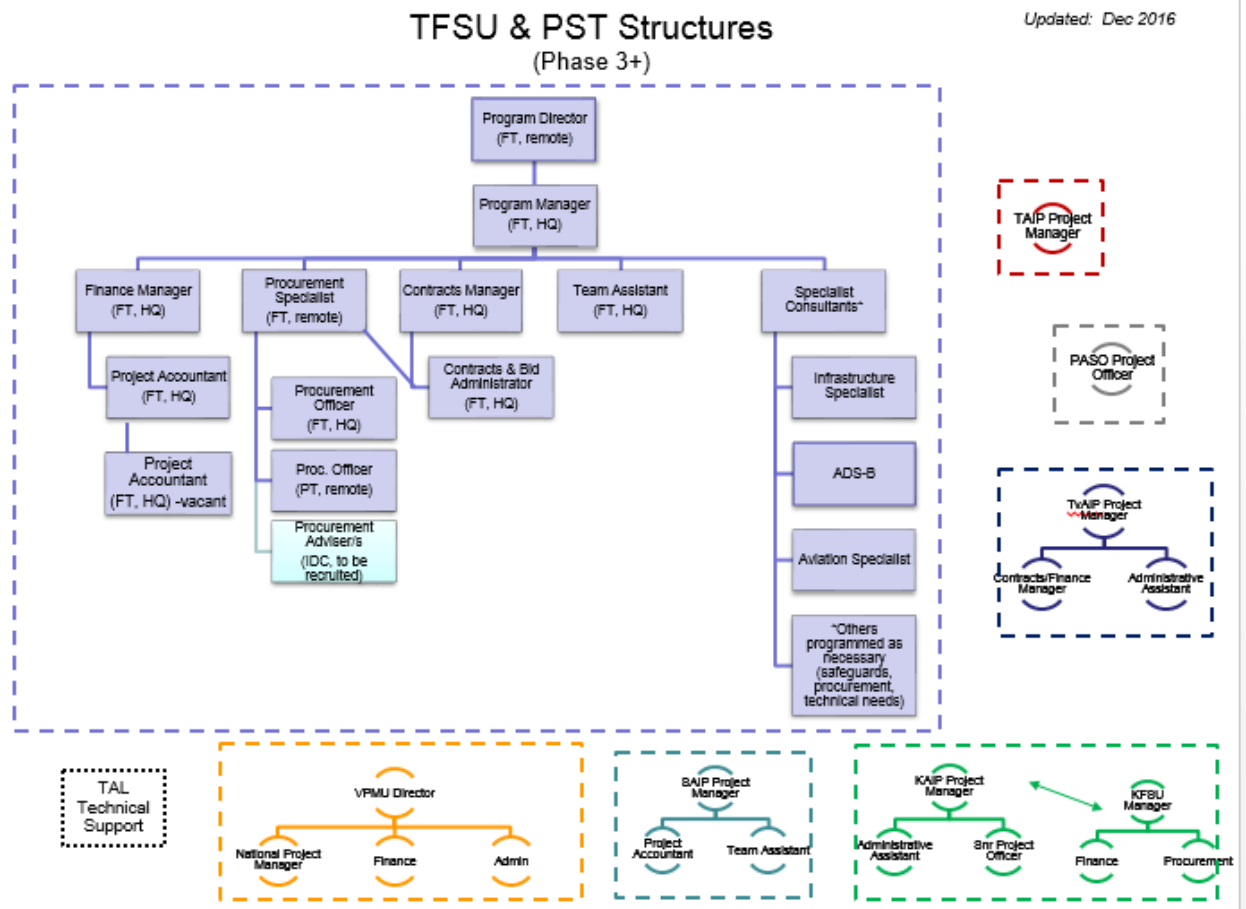 TFSU & PST Structures
(Phase 3+)
Updated: Dec 2016
Program Director
(FT, remote)
Program Manager
(FT, HQ)
Finance Manager
(FT, HQ)
Procurement
Specialist
(FT, remote)
Contracts Manager
(FT, HQ)
Team Assistant
(FT, HQ)
Specialist
Consultants^
Project Accountant
(FT, HQ)
Project
Accountant
(FT, HQ) -vacant
Procurement
Officer
(FT, HQ)
Proc. Officer
(PT, remote)
Procurement
Adviser/s
(IDC, to be
recruited)
Contracts & Bid
Administrator
(FT, HQ)
Infrastructure
Specialist
ADS-B
Aviation Specialist
^Others
programmed as
necessary
(safeguards,
procurement,
technical needs)
TAIP Project
Manager
PASO Project
Officer
TvAIP Project
Manager
Contracts/Finance
Manager
Administrative
Assistant
TAL
Technical
Support
VPMU Director
National Project
Manager
Finance
Admin
SAIP Project
Manager
Project
Accountant
Team Assistant
KAIP Project
Manager
Administrative
Assistant
Snr Project
Officer
KFSU
Manager
Finance
Procurement